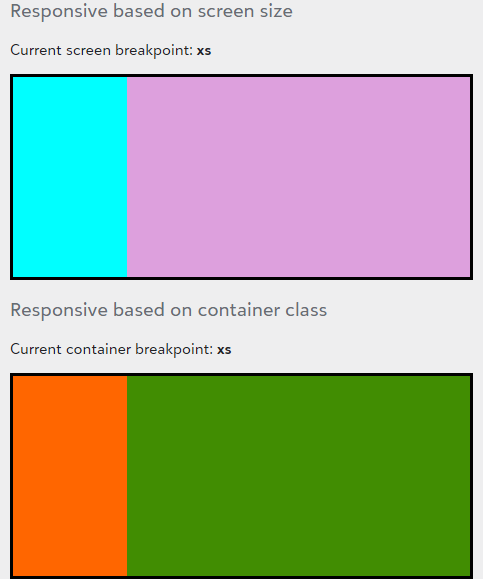 Responsive based on screen size
Current screen breakpoint: xs
Responsive based on container class
Current container breakpoint: xs